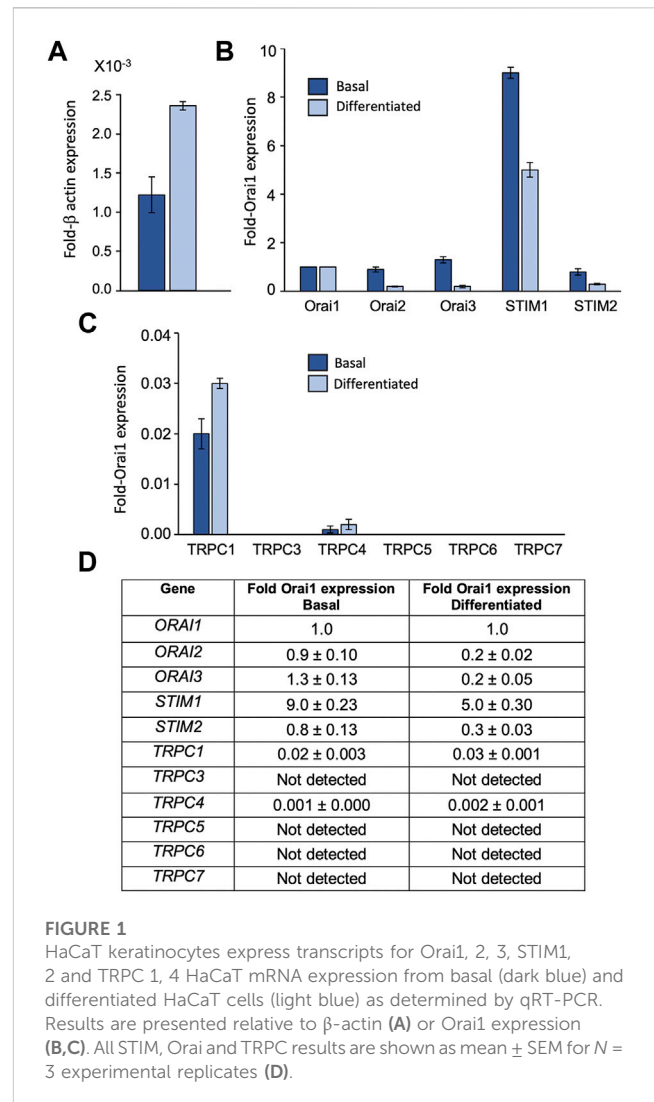 A
X10-3
Fold-β actin expression
2.5
2.0
1.5
1.0
0.5
0.0
B
Fold-Orai1 expression
10
8
6
4
2
0
Basal
Differentiated
Orai1 Orai2 Orai3 STIM1 STIM2
C
Fold-Orai1 expression
0.04
0.03
0.02
0.01
0.00
Basal
Differentiated
TRPC1 TRPC3 TRPC4 TRPC5 TRPC6 TRPC7
D
Gene Fold Orai1 expression Basal Fold Orai1 expression Differentiated
ORAI1 1.0 1.0
ORAI2 0.9 ± 0.10 0.2 ± 0.02
ORAI3 1.3 ± 0.13 0.2 ± 0.05
STIM1 9.0 ± 0.23 5.0 ± 0.30
STIM2 0.8 ± 0.13 0.3 ± 0.03
TRPC1 0.02 ± 0.003 0.03 ± 0.001
TRPC3 Not detected Not detected
TRPC4 0.001 ± 0.000 0.002 ± 0.001
TRPC5 Not detected Not detected
TRPC6 Not detected Not detected
TRPC7 Not detected Not detected
FIGURE 1
HaCaT keratinocytes express transcripts for Orai1, 2, 3, STIM1,
2 and TRPC 1, 4 HaCaT mRNA expression from basal (dark blue) and
differentiated HaCaT cells (light blue) as determined by qRT-PCR.
Results are presented relative to β-actin (A) or Orai1 expression
(B,C). All STIM, Orai and TRPC results are shown as mean ± SEM for N =
3 experimental replicates (D).